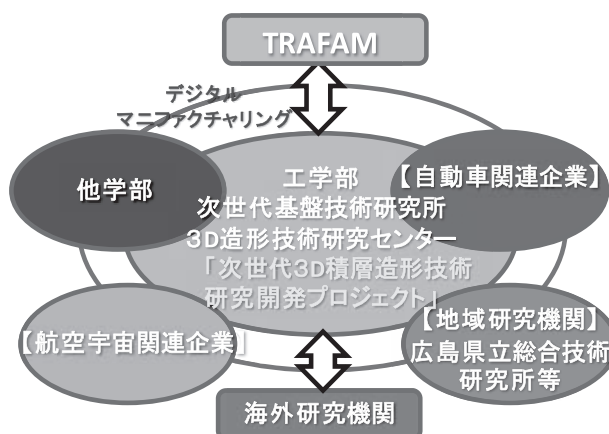 TRAFAM
デジタル
マニファクチャリング
他学部
工学部
次世代基盤技術研究所
3D造形技術研究センター
「次世代3D積層造形技術
研究開発プロジェクト」
【自動車関連企業】
【航空宇宙関連企業】
【地域研究機関】
広島県立総合技術
研究所等
海外研究機関